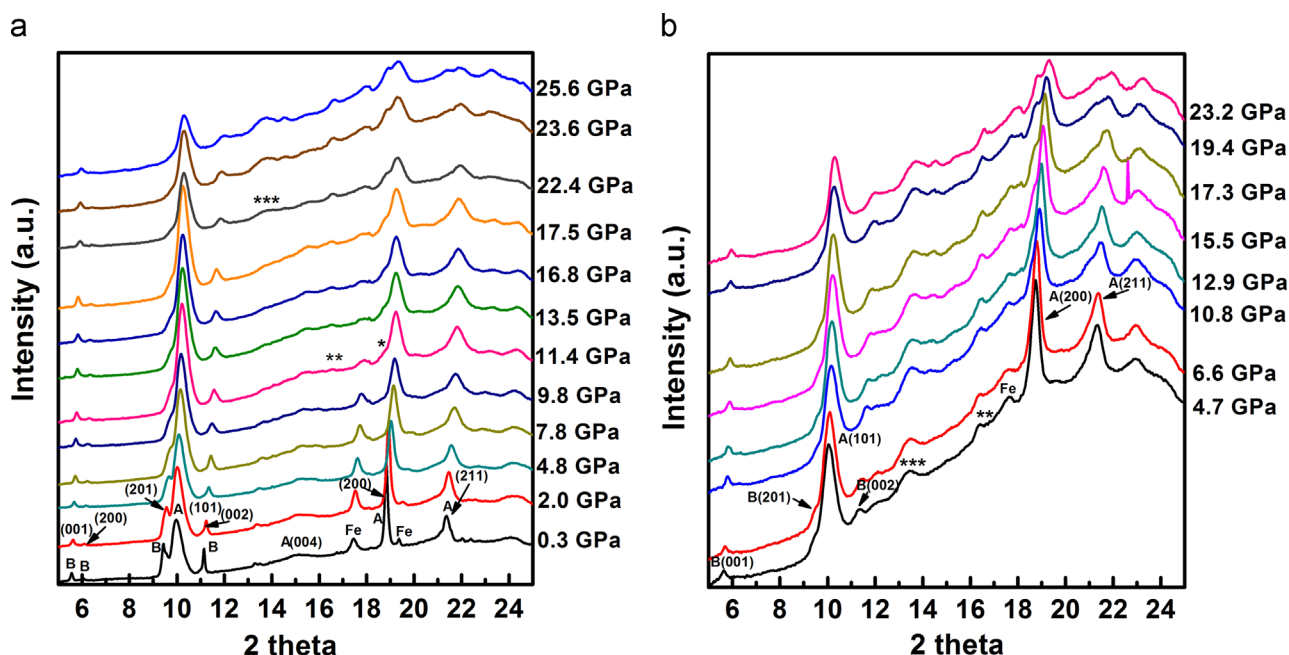 a
25.6 GPa
23.6 GPa
22.4 GPa
***
17.5 GPa
16.8 GPa
13.5 GPa
11.4 GPa
** *
9.8 GPa
7.8 GPa
4.8 GPa
2.0 GPa
(201) (200) (211)
(001) (200) A (101) (002)
A A
0.3 GPa
Fe Fe
B B B B A(004)
6 8 10 12 14 16 18 20 22 24
2 theta
Intensity (a.u.)
b
23.2 GPa
19.4 GPa
17.3 GPa
15.5 GPa
12.9 GPa
A(200) A(211)
10.8 GPa
6.6 GPa
Fe
4.7 GPa
**
A(101)
***
B(201) B(002)
B(001)
6 8 10 12 14 16 18 20 22 24
2 theta
Intensity (a.u.)